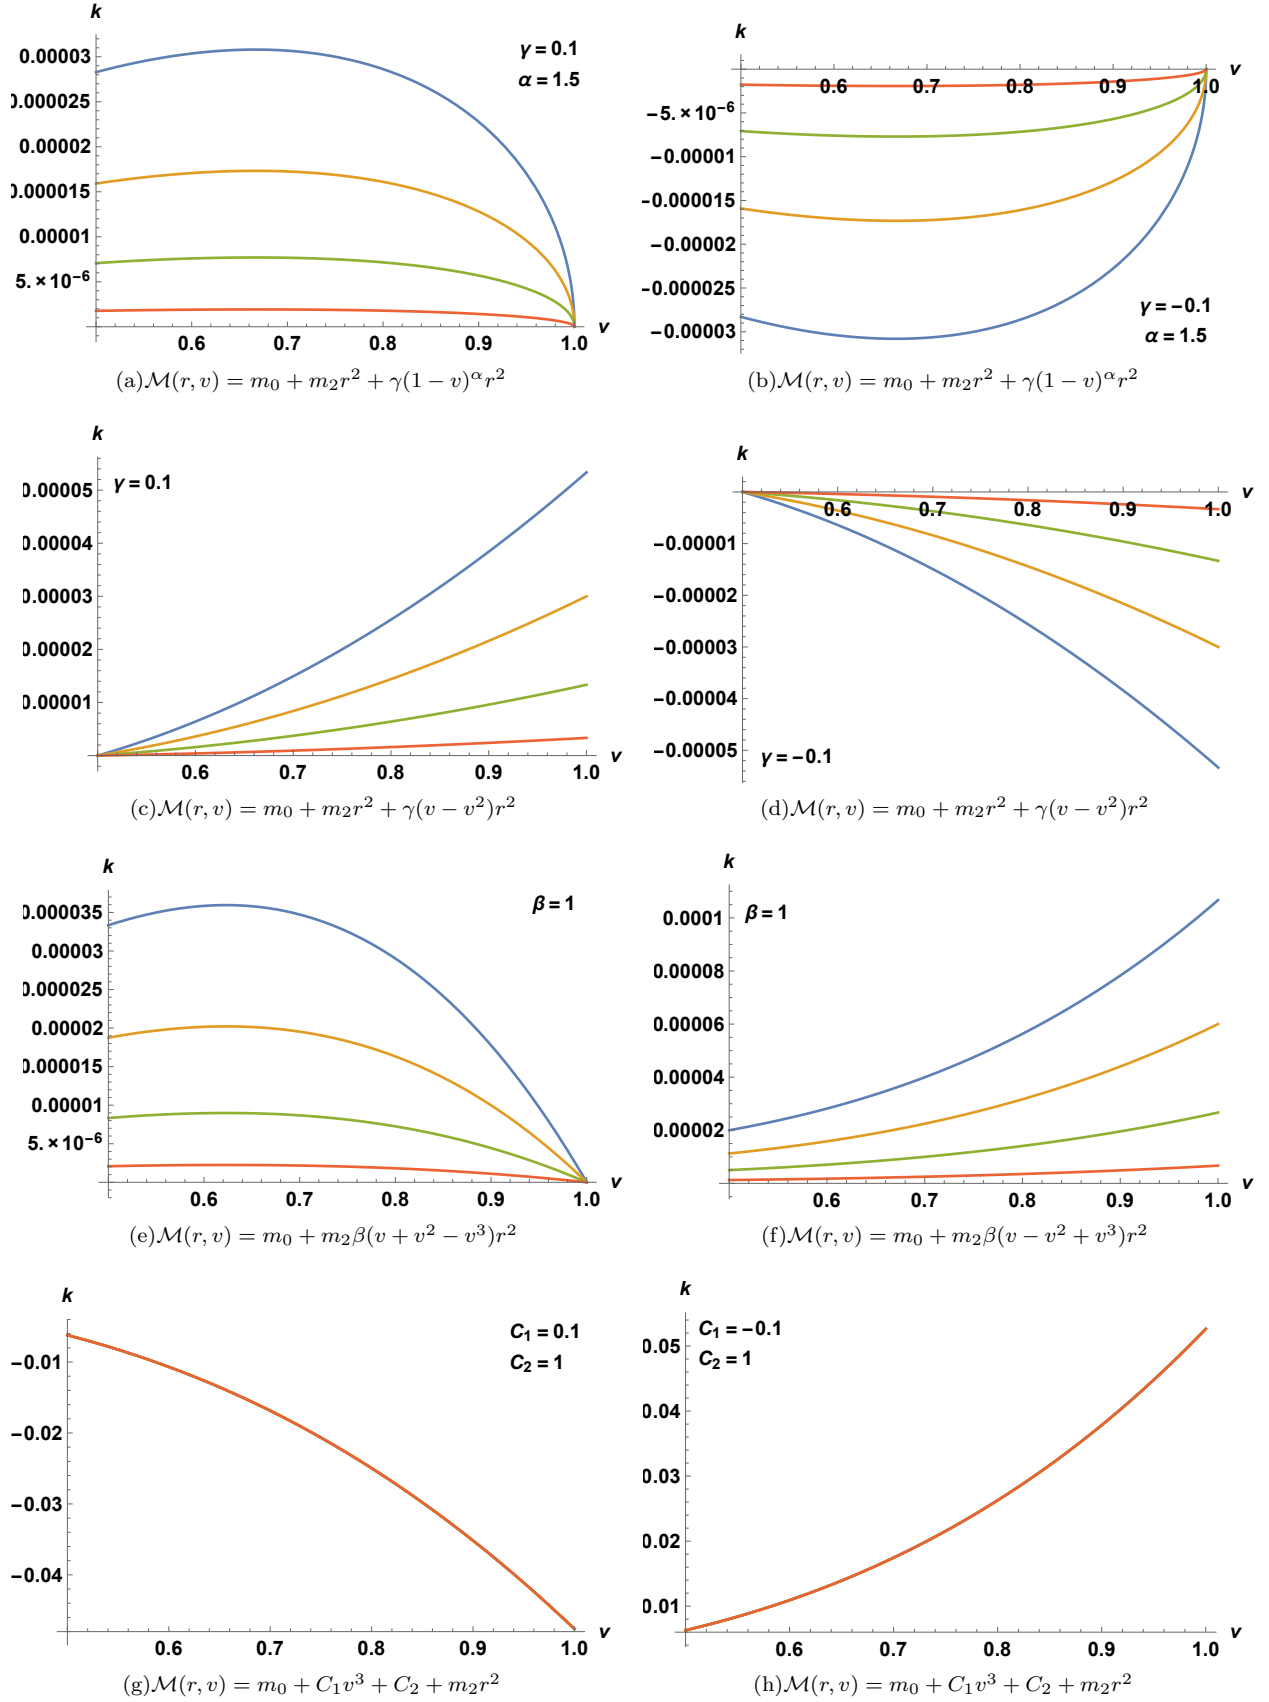 k
0.00003
0.000025
0.00002
0.000015
0.00001
5.×10⁻⁶
γ = 0.1
α = 1.5
0.6 0.7 0.8 0.9 1.0
v
(a)ℳ(r, v) = m₀ + m₂r² + γ(1 − v)^α r²
k
v
0.6 0.7 0.8 0.9 1.0
−5.×10⁻⁶
−0.00001
−0.000015
−0.00002
−0.000025
−0.00003
γ = −0.1
α = 1.5
(b)ℳ(r, v) = m₀ + m₂r² + γ(1 − v)^α r²
k
0.00005
0.00004
0.00003
0.00002
0.00001
γ = 0.1
0.6 0.7 0.8 0.9 1.0
v
(c)ℳ(r, v) = m₀ + m₂r² + γ(v − v²)r²
k
v
0.6 0.7 0.8 0.9 1.0
−0.00001
−0.00002
−0.00003
−0.00004
−0.00005
γ = −0.1
(d)ℳ(r, v) = m₀ + m₂r² + γ(v − v²)r²
k
0.000035
0.00003
0.000025
0.00002
0.000015
0.00001
5.×10⁻⁶
β = 1
0.6 0.7 0.8 0.9 1.0
v
(e)ℳ(r, v) = m₀ + m₂β(v + v² − v³)r²
k
0.0001
0.00008
0.00006
0.00004
0.00002
β = 1
0.6 0.7 0.8 0.9 1.0
v
(f)ℳ(r, v) = m₀ + m₂β(v − v² + v³)r²
k
−0.01
−0.02
−0.03
−0.04
C₁ = 0.1
C₂ = 1
0.6 0.7 0.8 0.9 1.0
v
(g)ℳ(r, v) = m₀ + C₁v³ + C₂ + m₂r²
k
0.05
0.04
0.03
0.02
0.01
C₁ = −0.1
C₂ = 1
0.6 0.7 0.8 0.9 1.0
v
(h)ℳ(r, v) = m₀ + C₁v³ + C₂ + m₂r²